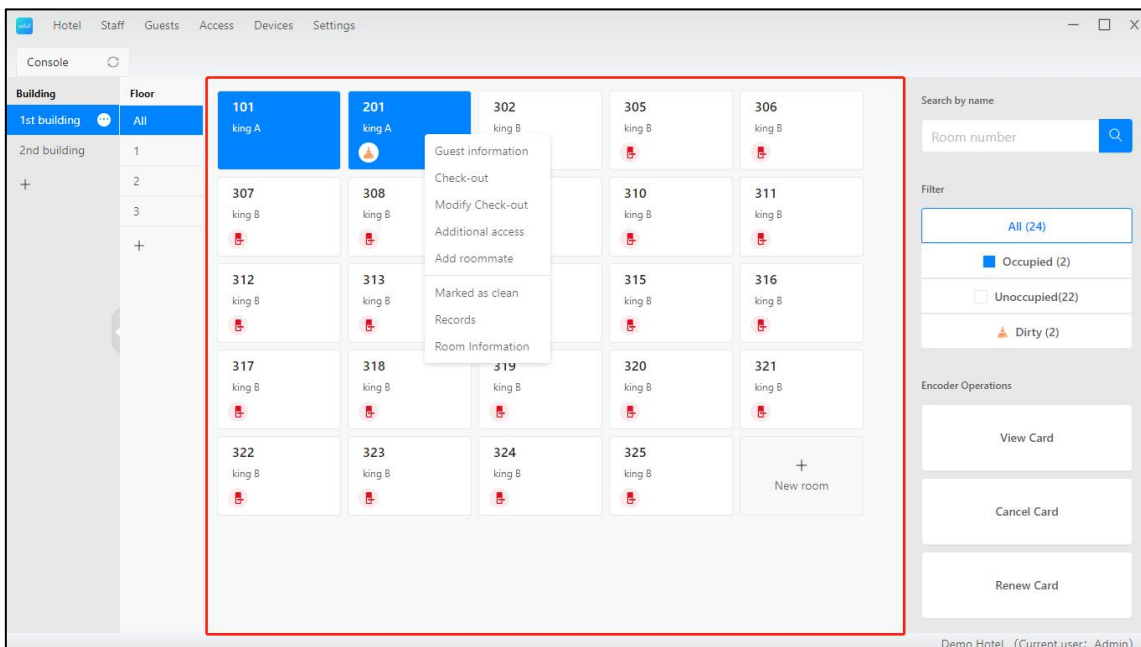 Hotel Staff Guests Access Devices Settings
Console
Building
1st building
2nd building
+
Floor
All
1
2
3
+
101
king A
201
king A
302
king B
305
king B
306
king B
307
king B
308
king B
310
king B
311
king B
312
king B
313
king B
315
king B
316
king B
317
king B
318
king B
319
king B
320
king B
321
king B
322
king B
323
king B
324
king B
325
king B
+
New room
Guest information
Check-out
Modify Check-out
Additional access
Add roommate
Marked as clean
Records
Room Information
Search by name
Room number
Filter
All (24)
Occupied (2)
Unoccupied(22)
Dirty (2)
Encoder Operations
View Card
Cancel Card
Renew Card
Demo Hotel (Current user: Admin)